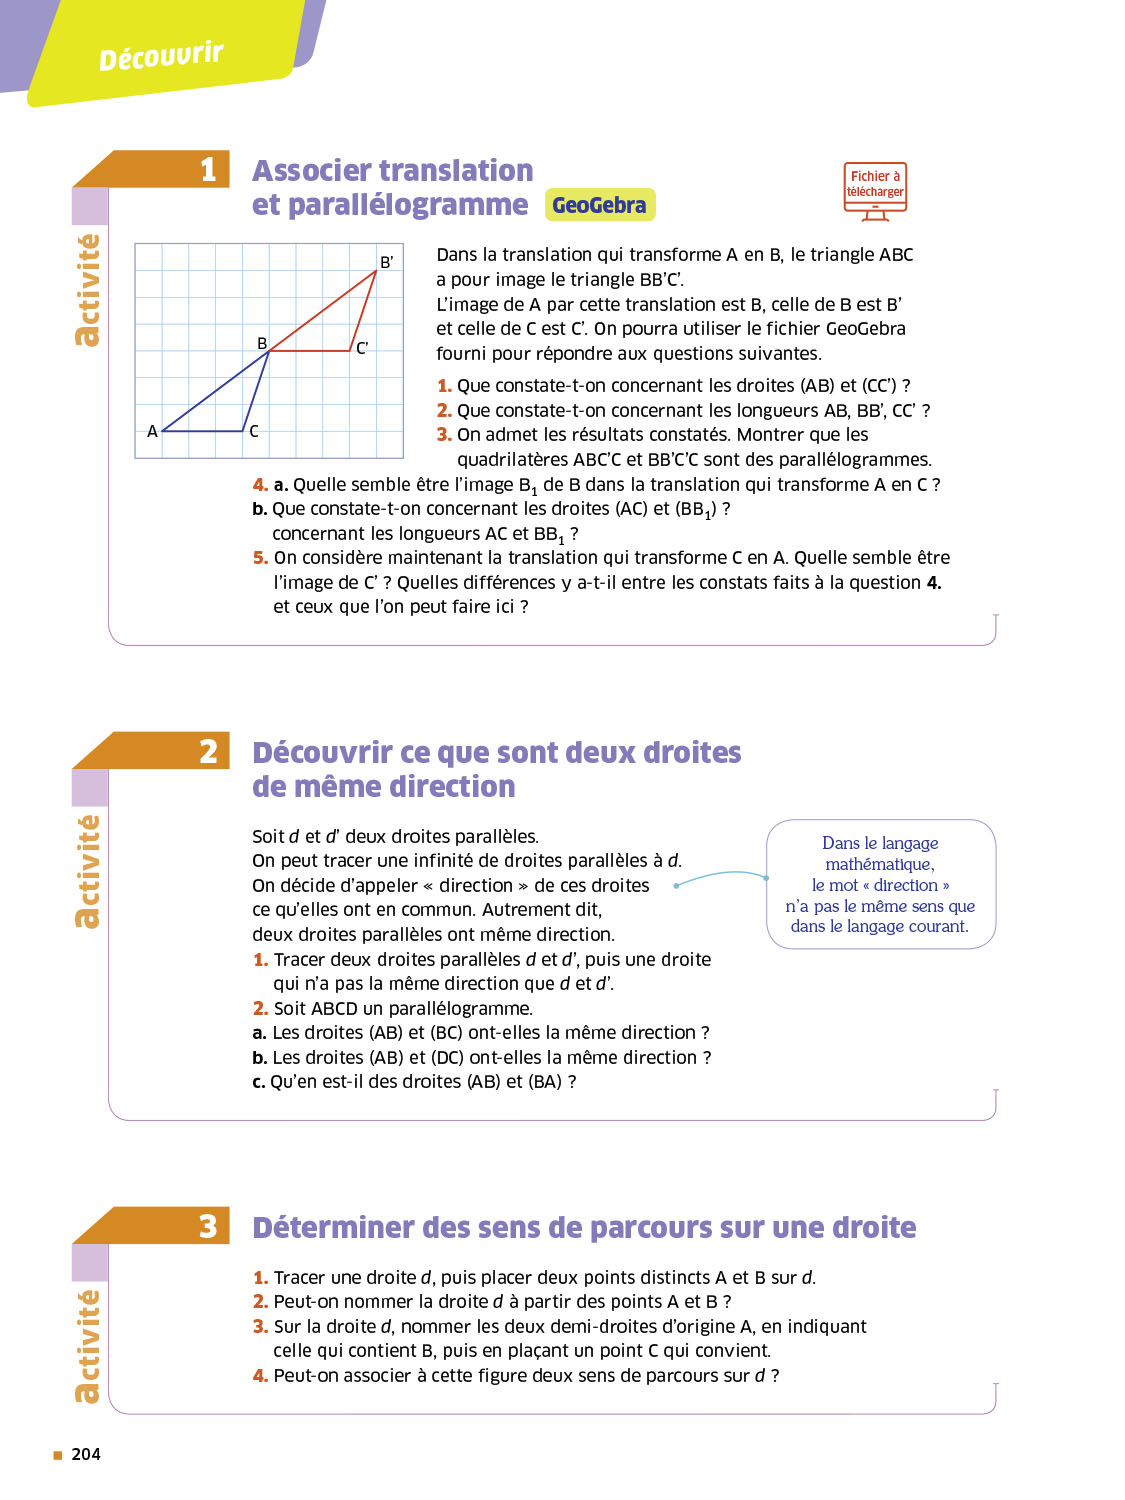 Découvrir
activité
1
Associer translation
et parallélogramme GeoGebra
Fichier à
télécharger
B’
B
C’
A
C
Dans la translation qui transforme A en B, le triangle ABC
a pour image le triangle BB’C’.
L’image de A par cette translation est B, celle de B est B’
et celle de C est C’. On pourra utiliser le fichier GeoGebra
fourni pour répondre aux questions suivantes.
1. Que constate-t-on concernant les droites (AB) et (CC’) ?
2. Que constate-t-on concernant les longueurs AB, BB’, CC’ ?
3. On admet les résultats constatés. Montrer que les
quadrilatères ABC’C et BB’C’C sont des parallélogrammes.
4. a. Quelle semble être l’image B₁ de B dans la translation qui transforme A en C ?
b. Que constate-t-on concernant les droites (AC) et (BB₁) ?
concernant les longueurs AC et BB₁ ?
5. On considère maintenant la translation qui transforme C en A. Quelle semble être
l’image de C’ ? Quelles différences y a-t-il entre les constats faits à la question 4.
et ceux que l’on peut faire ici ?
activité
2
Découvrir ce que sont deux droites
de même direction
Soit d et d’ deux droites parallèles.
On peut tracer une infinité de droites parallèles à d.
On décide d’appeler « direction » de ces droites
ce qu’elles ont en commun. Autrement dit,
deux droites parallèles ont même direction.
Dans le langage
mathématique,
le mot « direction »
n’a pas le même sens que
dans le langage courant.
1. Tracer deux droites parallèles d et d’, puis une droite
qui n’a pas la même direction que d et d’.
2. Soit ABCD un parallélogramme.
a. Les droites (AB) et (BC) ont-elles la même direction ?
b. Les droites (AB) et (DC) ont-elles la même direction ?
c. Qu’en est-il des droites (AB) et (BA) ?
activité
3
Déterminer des sens de parcours sur une droite
1. Tracer une droite d, puis placer deux points distincts A et B sur d.
2. Peut-on nommer la droite d à partir des points A et B ?
3. Sur la droite d, nommer les deux demi-droites d’origine A, en indiquant
celle qui contient B, puis en plaçant un point C qui convient.
4. Peut-on associer à cette figure deux sens de parcours sur d ?
204